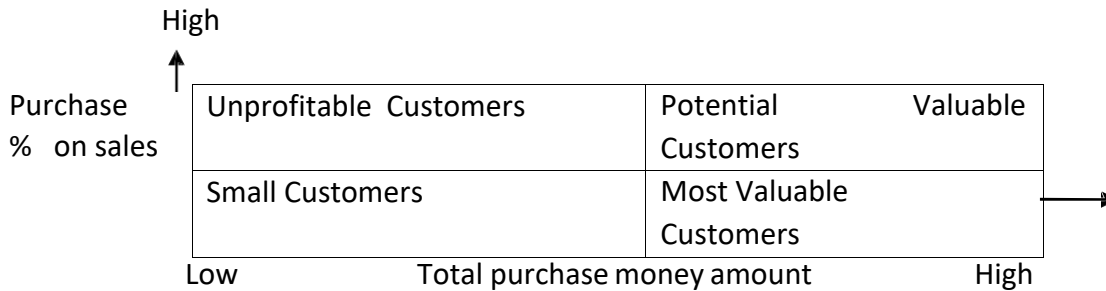 High
Purchase
% on sales
Unprofitable Customers
Potential Valuable
Customers
Small Customers
Most Valuable
Customers
Low Total purchase money amount High